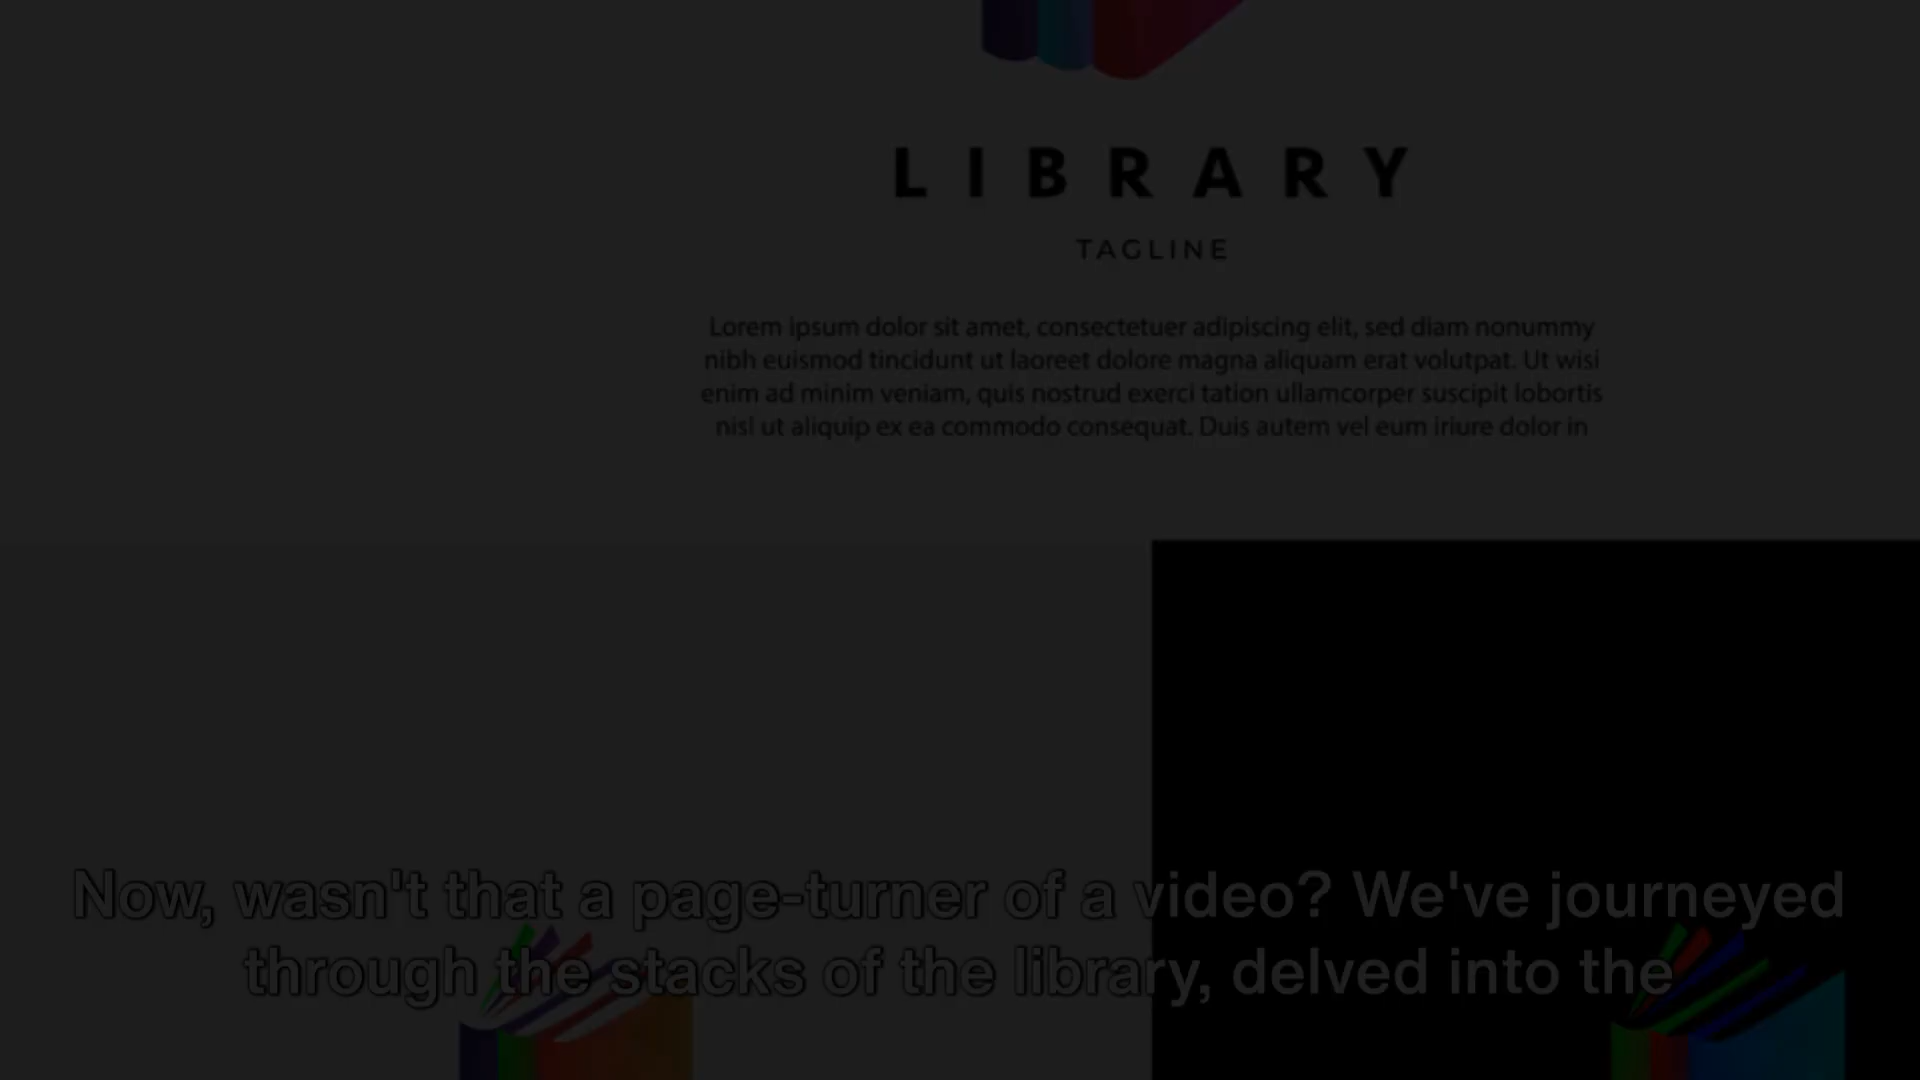 LIBRARY
TAGLINE
Lorem ipsum dolor sit amet, consectetuer adipiscing elit, sed diam nonummy
nibh euismod tincidunt ut laoreet dolore magna aliquam erat volutpat. Ut wisi
enim ad minim veniam, quis nostrud exerci tation ullamcorper suscipit lobortis
nisl ut aliquip ex ea commodo consequat. Duis autem vel eum iriure dolor in
Now, wasn't that a page-turner of a video? We've journeyed
through the stacks of the library, delved into the